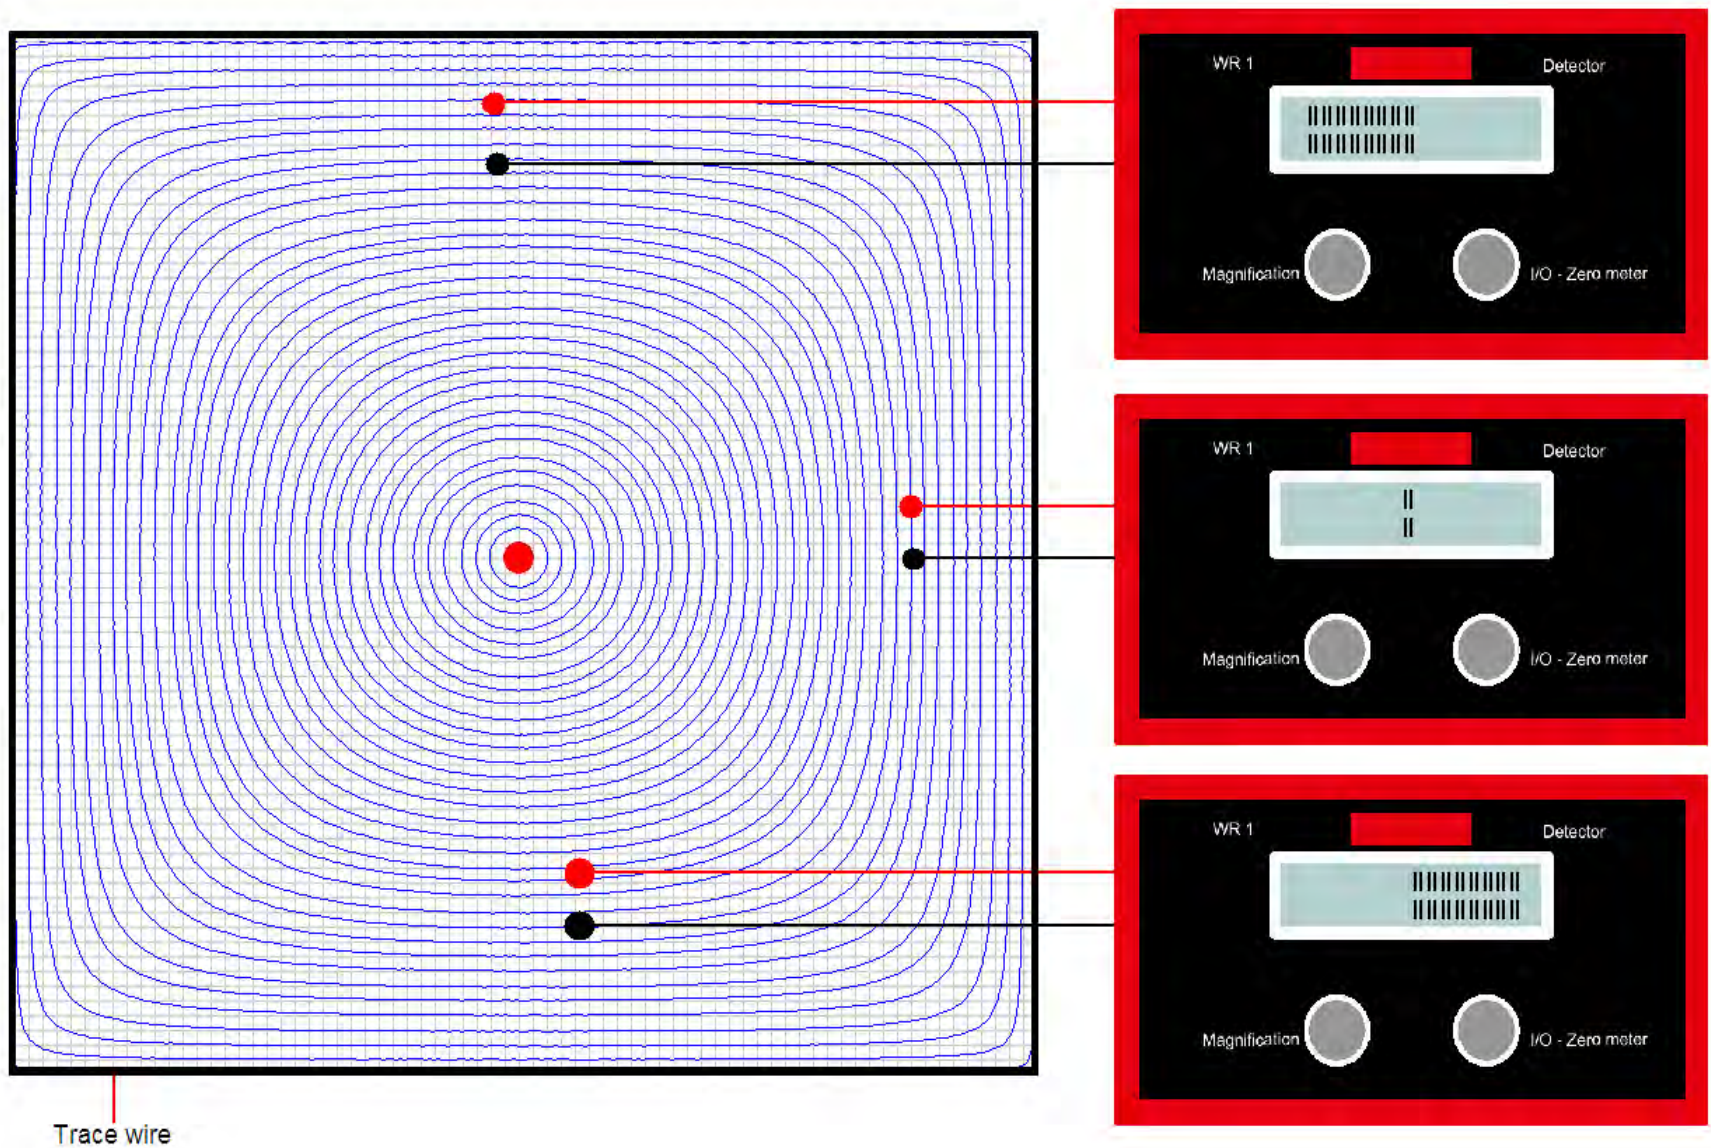 WR 1
Detector
Magnification
I/O - Zero meter
WR 1
Detector
Magnification
I/O - Zero meter
WR 1
Detector
Magnification
I/O - Zero meter
Trace wire